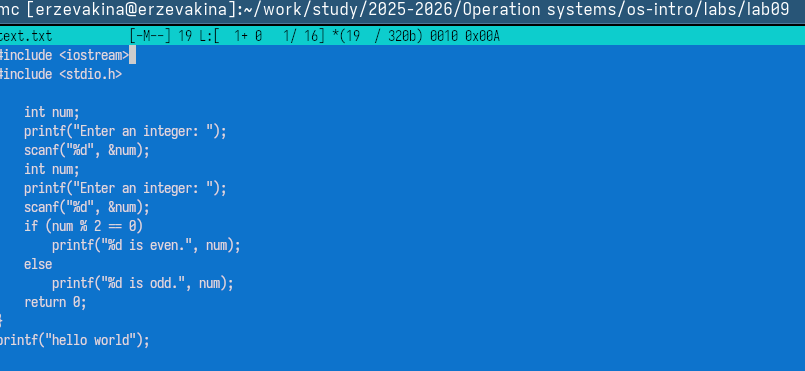 mc [erzevakina@erzevakina]:~/work/study/2025-2026/Operation systems/os-intro/labs/lab09
text.txt [-M--] 19 L:[ 1+ 0 1/ 16] *(19 / 320b) 0010 0x00A
#include <iostream>
#include <stdio.h>
int num;
printf("Enter an integer: ");
scanf("%d", &num);
int num;
printf("Enter an integer: ");
scanf("%d", &num);
if (num % 2 == 0)
printf("%d is even.", num);
else
printf("%d is odd.", num);
return 0;
}
printf("hello world");